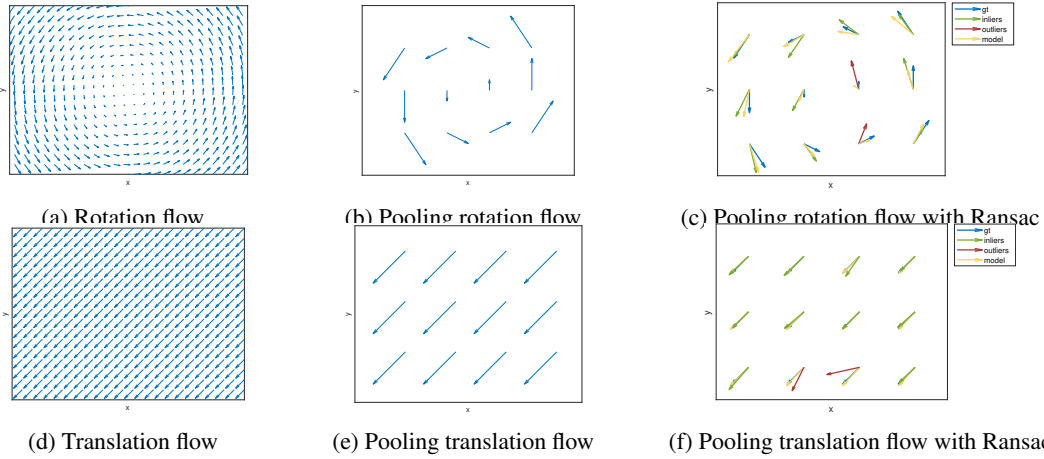 gt
inliers
outliers
model
y
y
y
x
x
x
(a) Rotation flow
(b) Pooling rotation flow
(c) Pooling rotation flow with Ransac
gt
inliers
outliers
model
y
y
y
x
x
x
(d) Translation flow
(e) Pooling translation flow
(f) Pooling translation flow with Ransac